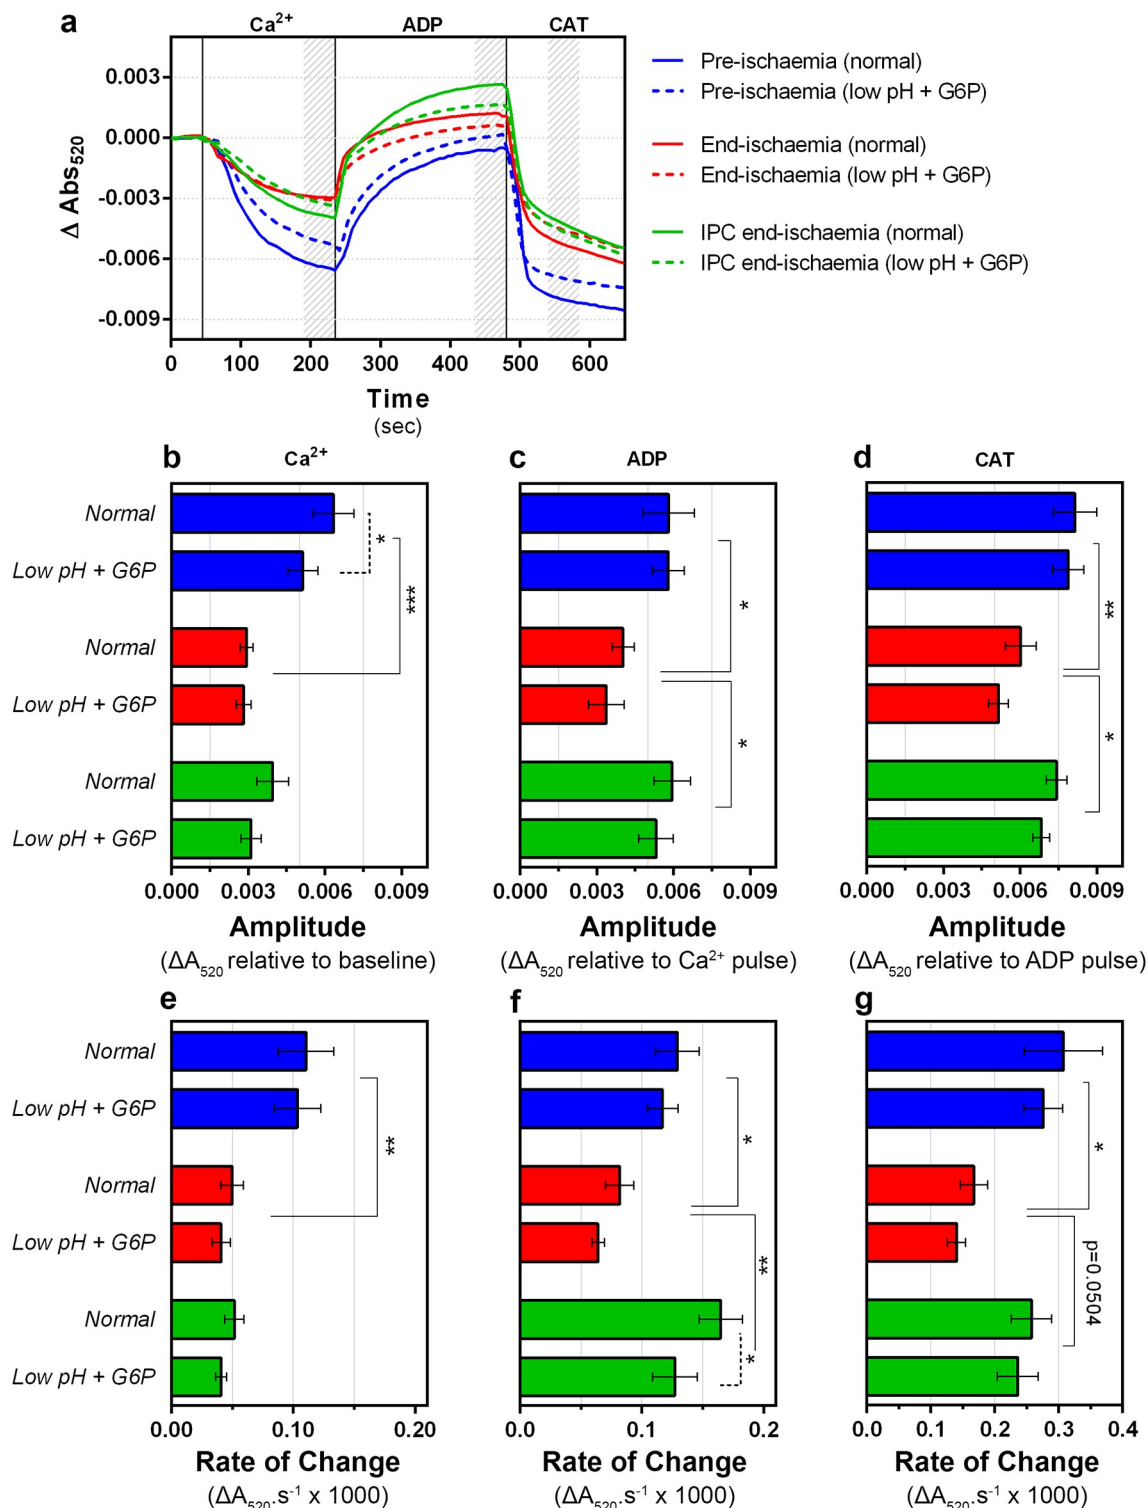 a
Ca²⁺ ADP CAT
0.003
0.000
-0.003
-0.006
-0.009
Δ Abs₅₂₀
0 100 200 300 400 500 600
Time
(sec)
Pre-ischaemia (normal)
Pre-ischaemia (low pH + G6P)
End-ischaemia (normal)
End-ischaemia (low pH + G6P)
IPC end-ischaemia (normal)
IPC end-ischaemia (low pH + G6P)
b Ca²⁺
Normal
Low pH + G6P
Normal
Low pH + G6P
Normal
Low pH + G6P
*
***
0.000 0.003 0.006 0.009
Amplitude
(ΔA₅₂₀ relative to baseline)
c ADP
*
*
0.000 0.003 0.006 0.009
Amplitude
(ΔA₅₂₀ relative to Ca²⁺ pulse)
d CAT
**
*
0.000 0.003 0.006 0.009
Amplitude
(ΔA₅₂₀ relative to ADP pulse)
e
Normal
Low pH + G6P
Normal
Low pH + G6P
Normal
Low pH + G6P
**
0.00 0.10 0.2
Rate of Change
(ΔA₅₂₀.s⁻¹ x 1000)
f
*
**
*
0.0 0.1 0.2
Rate of Change
(ΔA₅₂₀.s⁻¹ x 1000)
g
*
p=0.0504
0.0 0.1 0.2 0.3 0.4
Rate of Change
(ΔA₅₂₀.s⁻¹ x 1000)